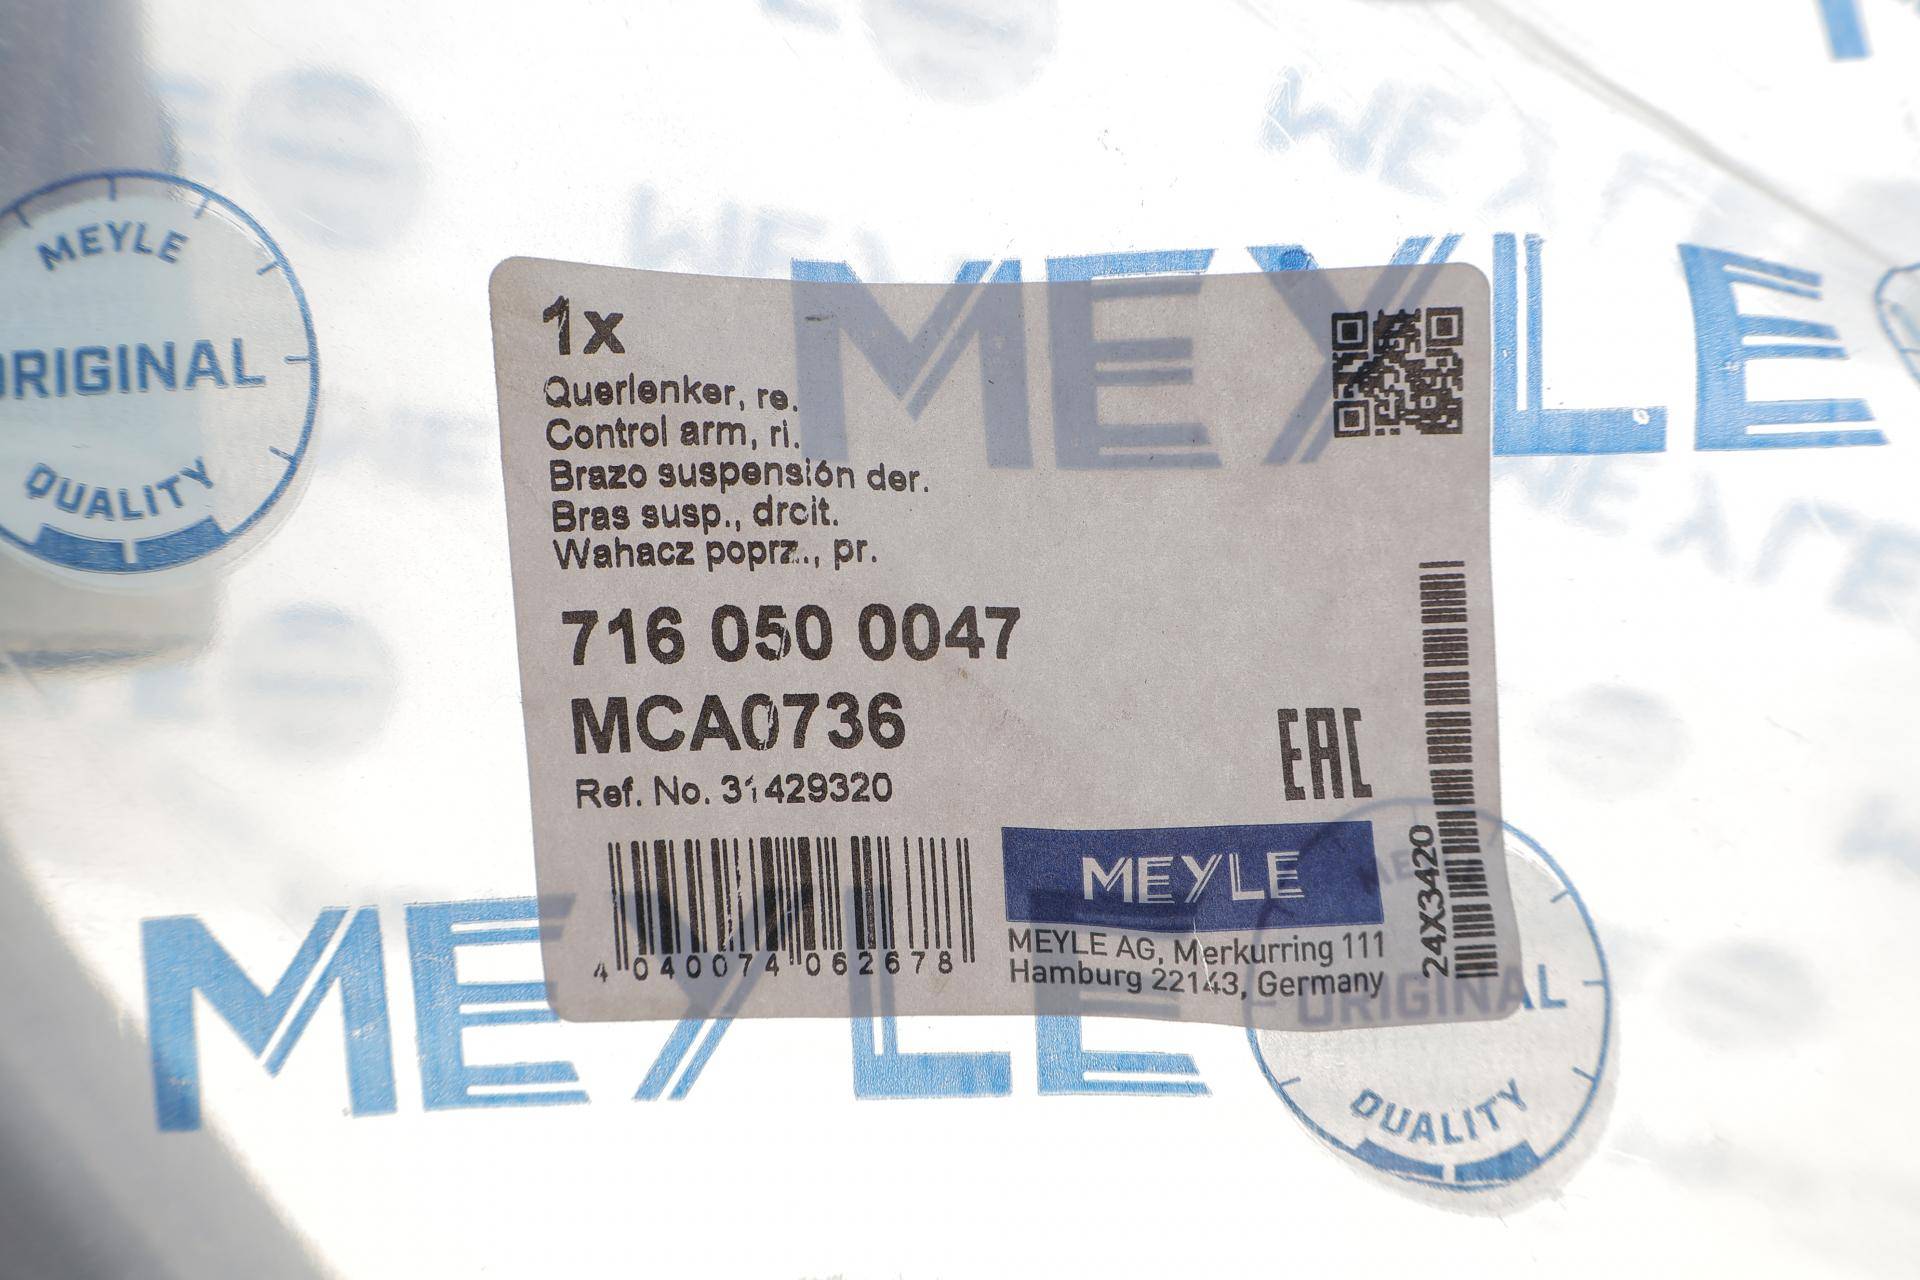 MEYLE
ORIGINAL
QUALITY
MEYLE
1x
Querlenker, re.
Control arm, ri.
Brazo suspensión der.
Bras susp., droit.
Wahacz poprz., pr.
716 050 0047
MCA0736
Ref. No. 31429320
EAC
4 040074 062678
MEYLE
MEYLE AG, Merkurring 111
Hamburg 22143, Germany
24X3420
MEYLE
ORIGINAL
QUALITY